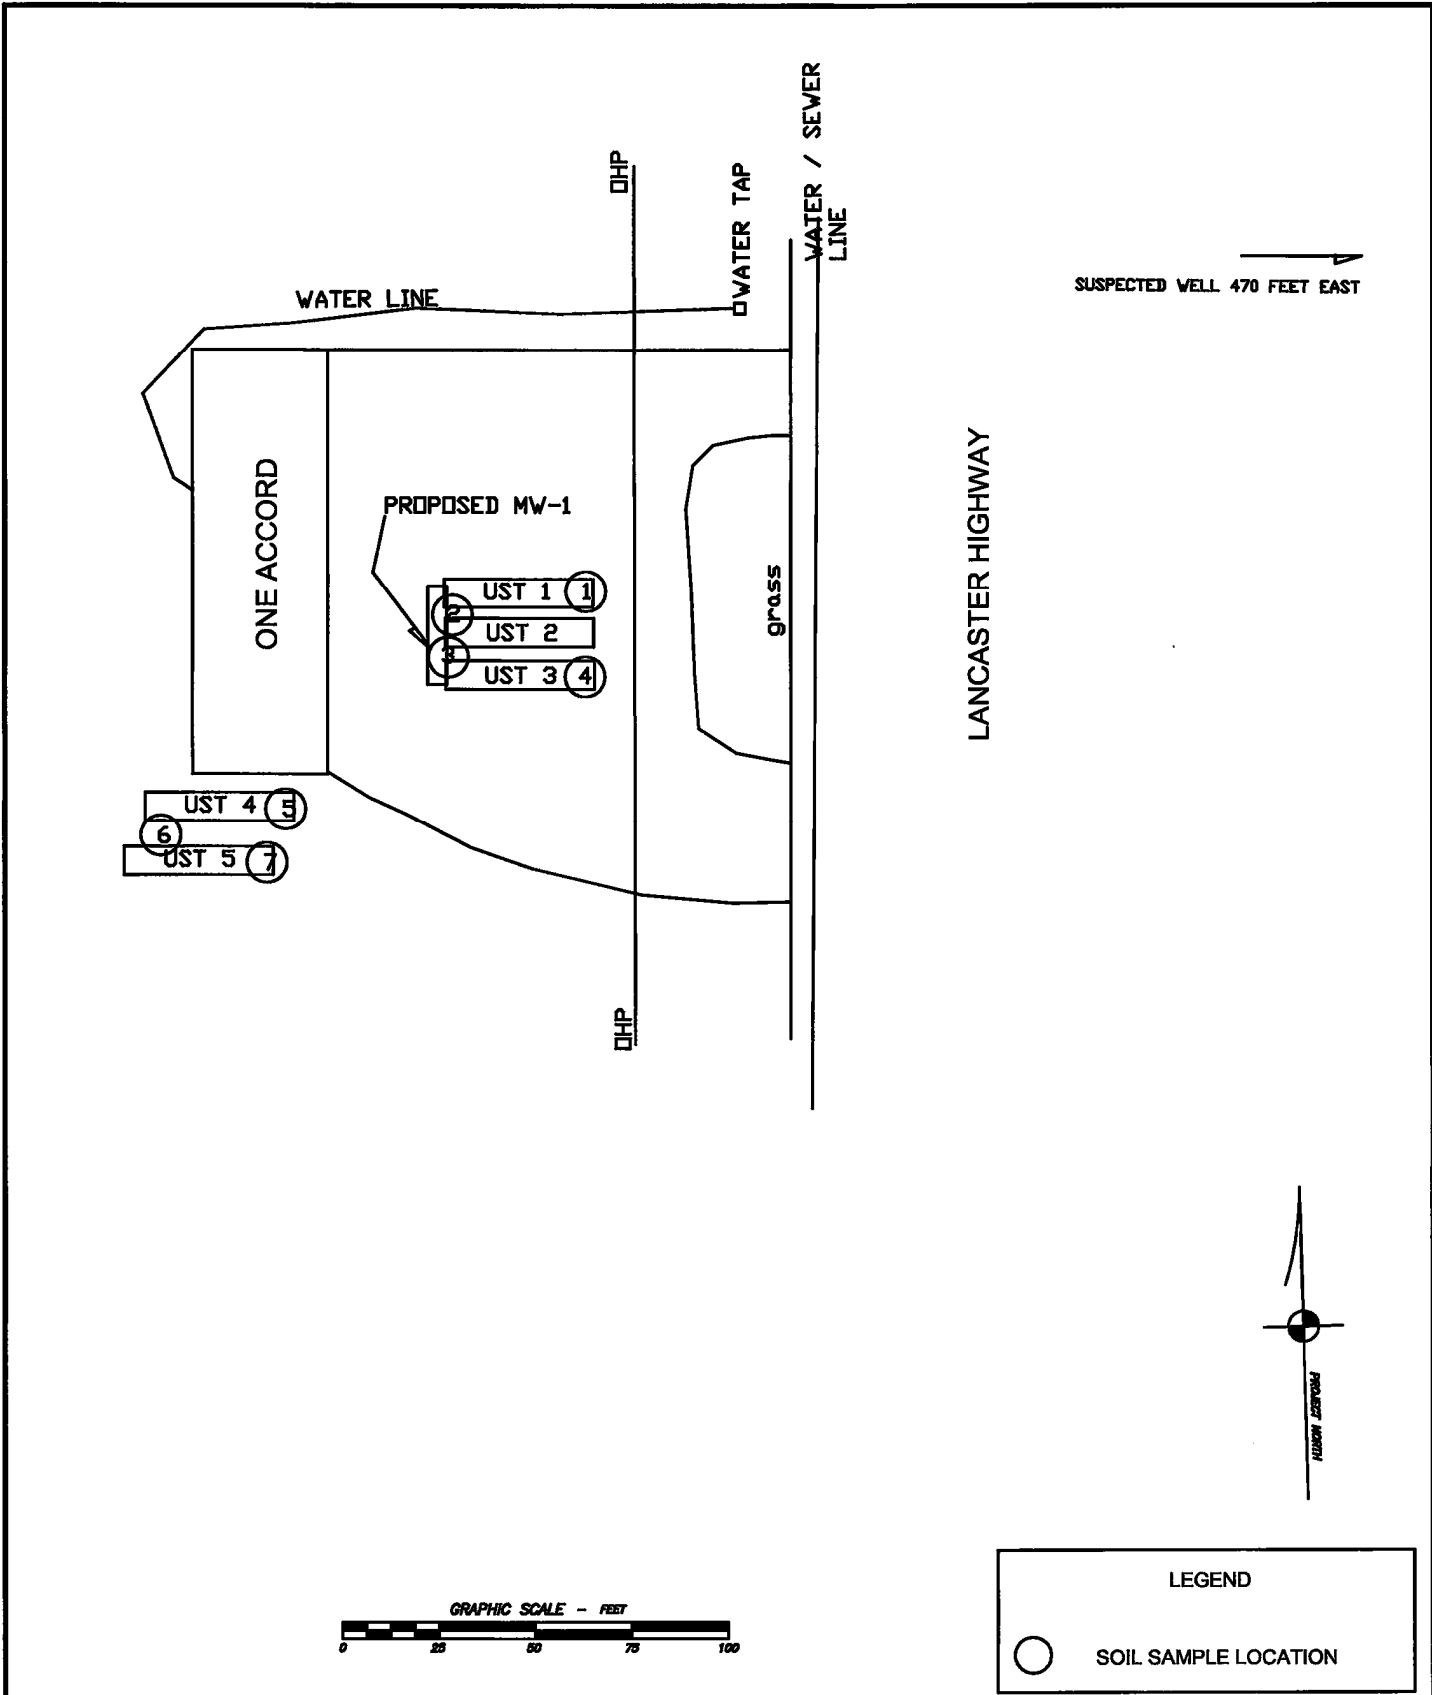 WATER / SEWER
LINE
OHP
WATER TAP
WATER LINE
SUSPECTED WELL 470 FEET EAST
ONE ACCORD
PROPOSED MW-1
LANCASTER HIGHWAY
grass
UST 1 1
2
UST 2
3
UST 3 4
UST 4 5
6
UST 5 7
OHP
PROJECT NORTH
LEGEND
SOIL SAMPLE LOCATION
GRAPHIC SCALE - FEET
0 25 50 75 100